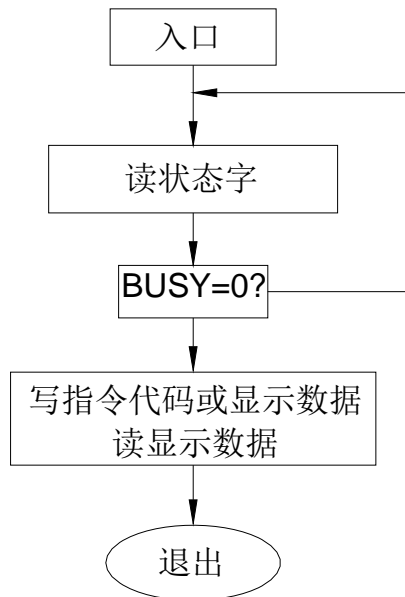 入口
读状态字
BUSY=0?
写指令代码或显示数据
读显示数据
退出